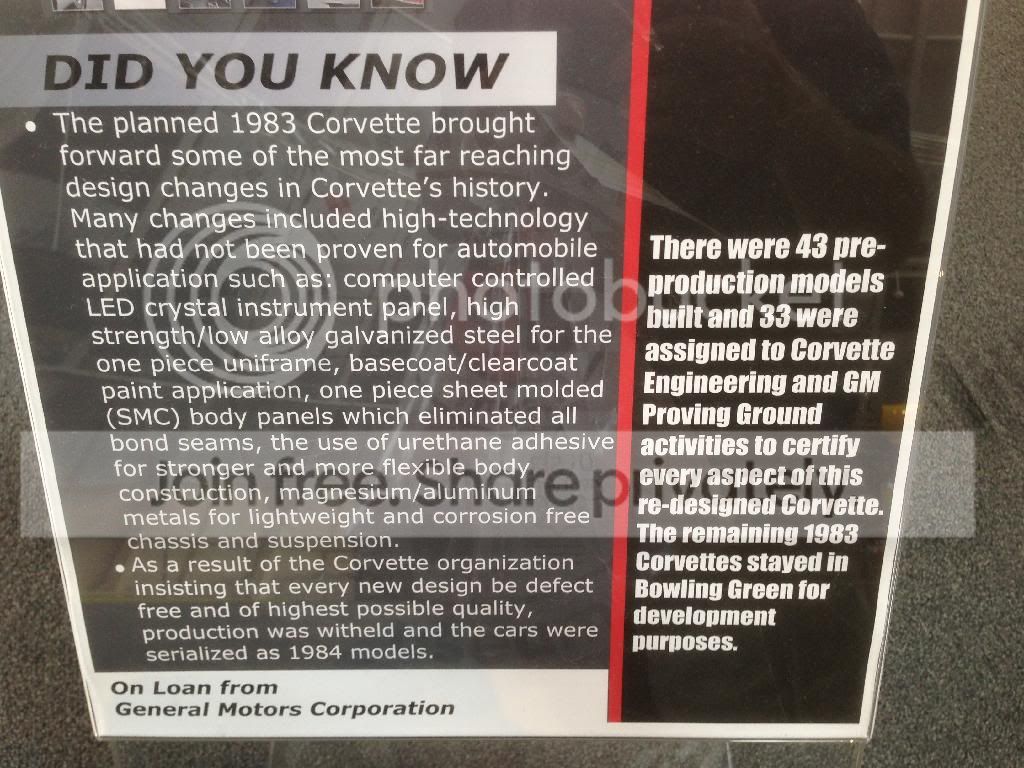 DID YOU KNOW
• The planned 1983 Corvette brought
forward some of the most far reaching
design changes in Corvette's history.
Many changes included high-technology
that had not been proven for automobile
application such as: computer controlled
LED crystal instrument panel, high
strength/low alloy galvanized steel for the
one piece uniframe, basecoat/clearcoat
paint application, one piece sheet molded
(SMC) body panels which eliminated all
bond seams, the use of urethane adhesive
for stronger and more flexible body
construction, magnesium/aluminum
metals for lightweight and corrosion free
chassis and suspension.
• As a result of the Corvette organization
insisting that every new design be defect
free and of highest possible quality,
production was witheld and the cars were
serialized as 1984 models.
On Loan from
General Motors Corporation
There were 43 pre-
production models
built and 33 were
assigned to Corvette
Engineering and GM
Proving Ground
activities to certify
every aspect of this
re-designed Corvette.
The remaining 1983
Corvettes stayed in
Bowling Green for
development
purposes.
photobucket
Join free. Share privately